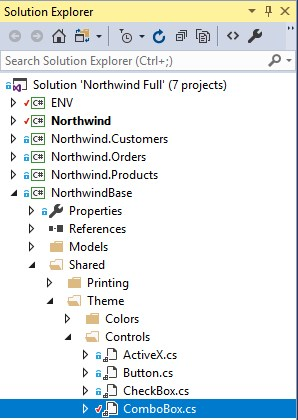 Solution Explorer
Search Solution Explorer (Ctrl+;)
Solution 'Northwind Full' (7 projects)
C# ENV
C# Northwind
C# Northwind.Customers
C# Northwind.Orders
C# Northwind.Products
C# NorthwindBase
Properties
References
Models
Shared
Printing
Theme
Colors
Controls
ActiveX.cs
Button.cs
CheckBox.cs
ComboBox.cs